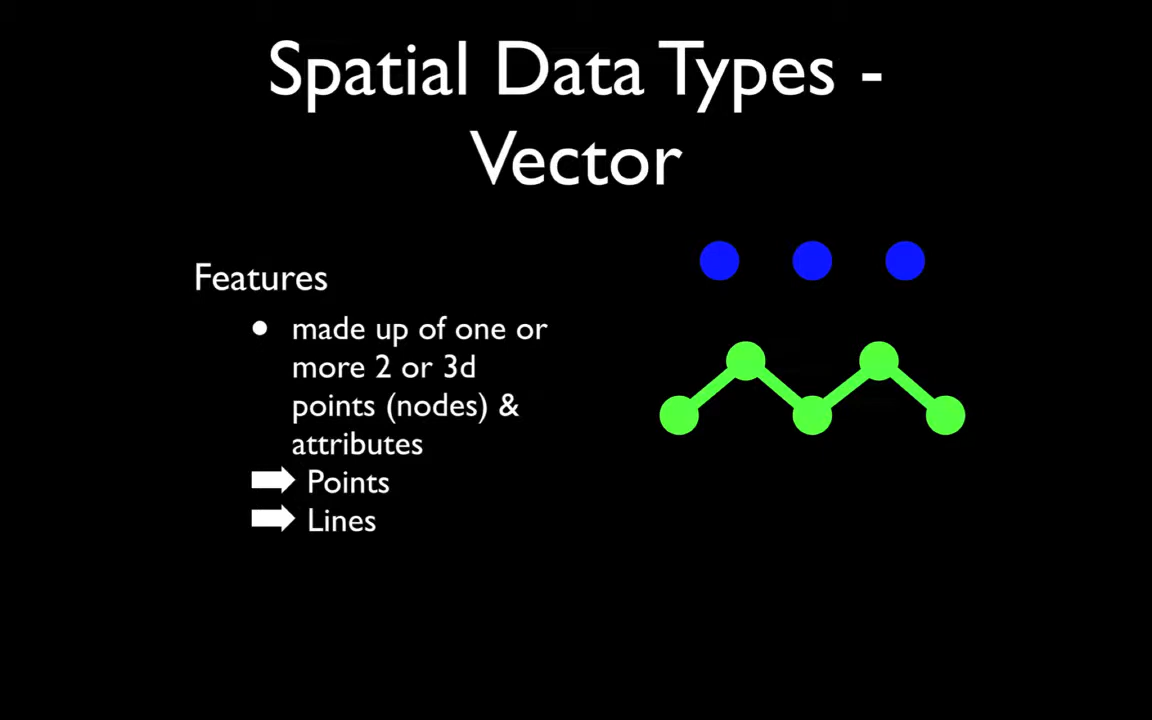 Spatial Data Types -
Vector
Features
• made up of one or
more 2 or 3d
points (nodes) &
attributes
Points
Lines